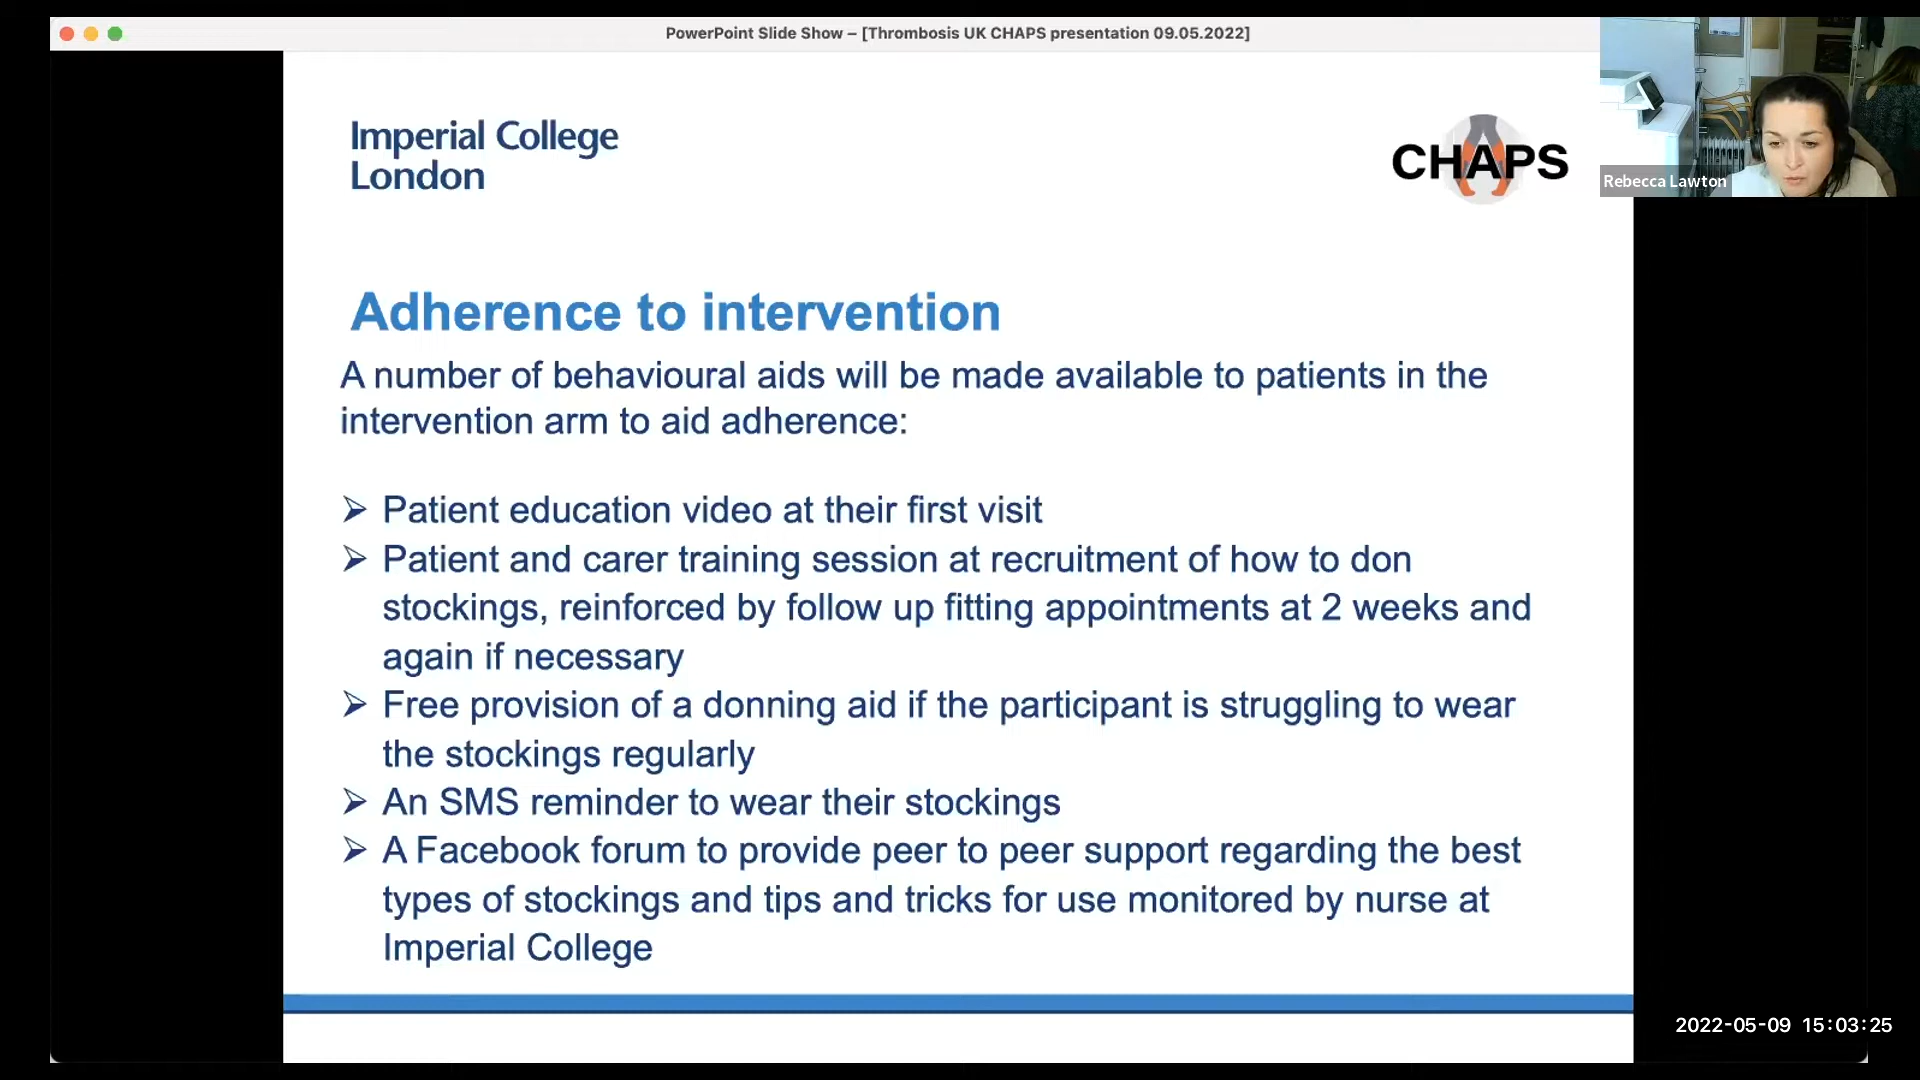 PowerPoint Slide Show – [Thrombosis UK CHAPS presentation 09.05.2022]
Imperial College
London
CHAPS
Rebecca Lawton
Adherence to intervention
A number of behavioural aids will be made available to patients in the
intervention arm to aid adherence:
➢ Patient education video at their first visit
➢ Patient and carer training session at recruitment of how to don
stockings, reinforced by follow up fitting appointments at 2 weeks and
again if necessary
➢ Free provision of a donning aid if the participant is struggling to wear
the stockings regularly
➢ An SMS reminder to wear their stockings
➢ A Facebook forum to provide peer to peer support regarding the best
types of stockings and tips and tricks for use monitored by nurse at
Imperial College
2022-05-09 15:03:25